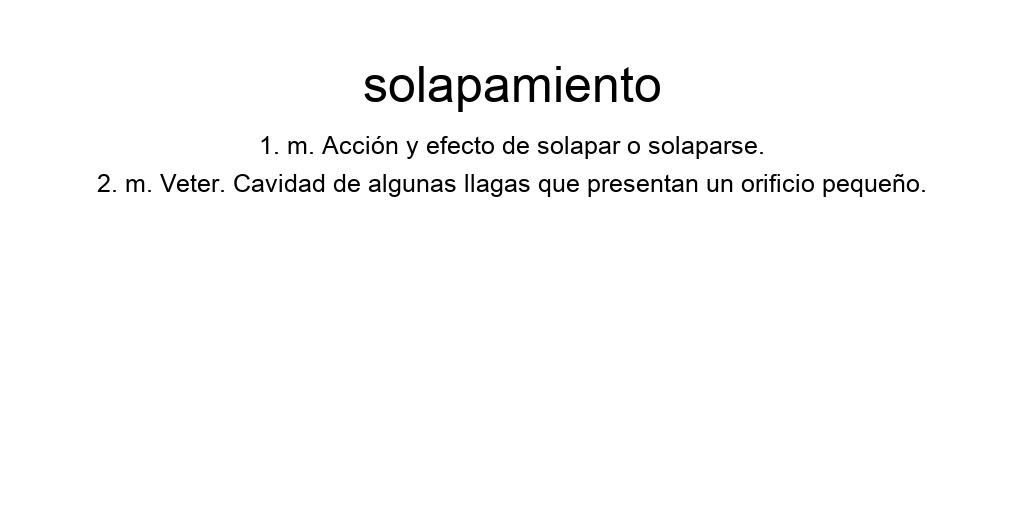 solapamiento
1. m. Acción y efecto de solapar o solaparse.
2. m. Veter. Cavidad de algunas llagas que presentan un orificio pequeño.